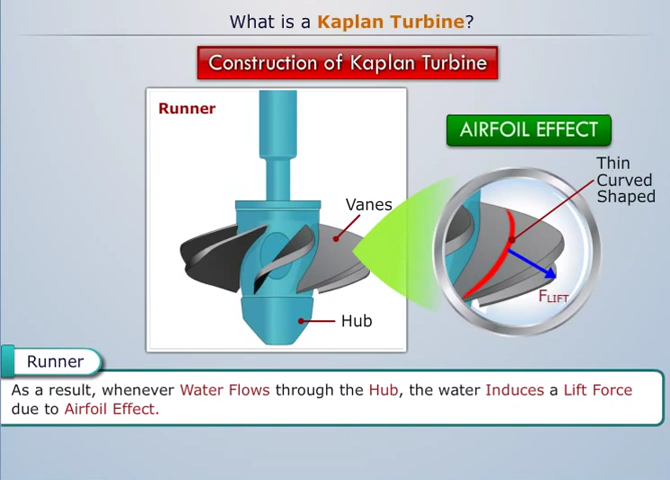 What is a Kaplan Turbine?
Construction of Kaplan Turbine
Runner
AIRFOIL EFFECT
Thin
Curved
Shaped
Vanes
FLIFT
Hub
Runner
As a result, whenever Water Flows through the Hub, the water Induces a Lift Force
due to Airfoil Effect.